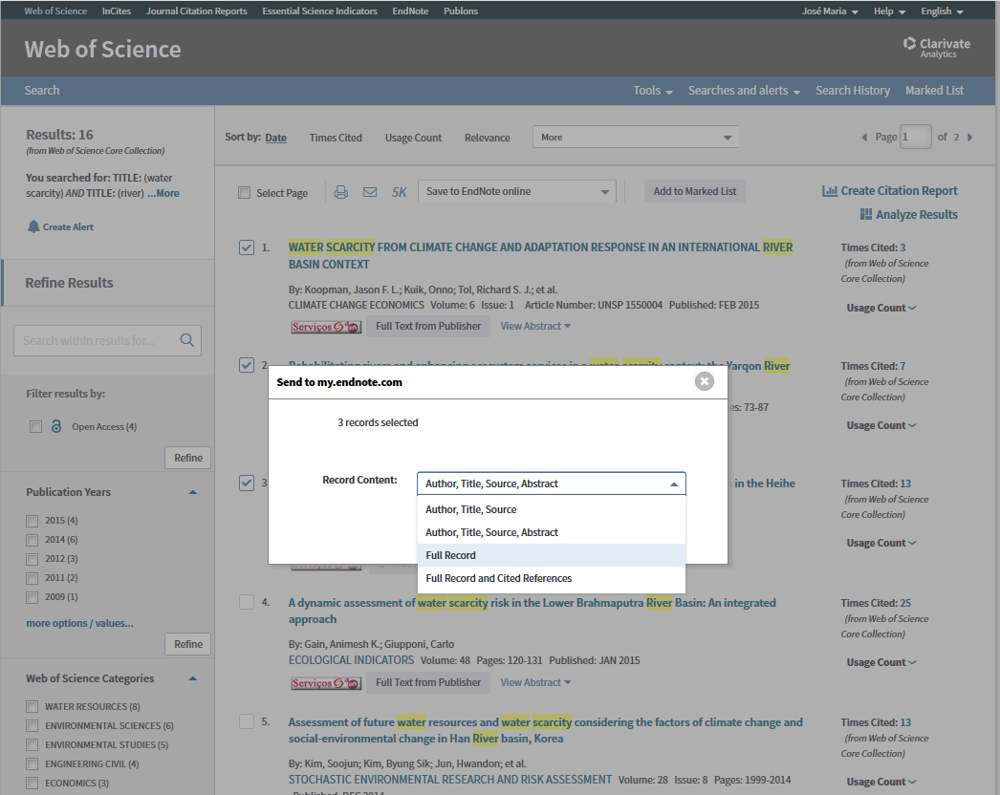 Web of Science InCites Journal Citation Reports Essential Science Indicators EndNote Publons José Maria Help English
Web of Science
Clarivate
Analytics
Search Tools Searches and alerts Search History Marked List
Results: 16
(from Web of Science Core Collection)
You searched for: TITLE: (water
scarcity) AND TITLE: (river) ...More
Create Alert
Refine Results
Search within results for...
Filter results by:
Open Access (4)
Refine
Publication Years
2015 (4)
2014 (6)
2012 (3)
2011 (2)
2009 (1)
more options / values...
Refine
Web of Science Categories
WATER RESOURCES (8)
ENVIRONMENTAL SCIENCES (6)
ENVIRONMENTAL STUDIES (5)
ENGINEERING CIVIL (4)
ECONOMICS (3)
Sort by: Date Times Cited Usage Count Relevance More
Page 1 of 2
Select Page 5K Save to EndNote online Add to Marked List
Create Citation Report
Analyze Results
1. WATER SCARCITY FROM CLIMATE CHANGE AND ADAPTATION RESPONSE IN AN INTERNATIONAL RIVER
BASIN CONTEXT
By: Koopman, Jason F. L.; Kuik, Onno; Tol, Richard S. J.; et al.
CLIMATE CHANGE ECONOMICS Volume: 6 Issue: 1 Article Number: UNSP 1550004 Published: FEB 2015
Serviços Full Text from Publisher View Abstract
Times Cited: 3
(from Web of Science
Core Collection)
Usage Count
2. Rehabilitating rivers and enhancing ecosystem services in a water scarcity context: the Yarqon River
es: 73-87
Times Cited: 7
(from Web of Science
Core Collection)
Usage Count
Send to my.endnote.com
3 records selected
Record Content: Author, Title, Source, Abstract
Author, Title, Source
Author, Title, Source, Abstract
Full Record
Full Record and Cited References
3
in the Heihe
Times Cited: 13
(from Web of Science
Core Collection)
Usage Count
4. A dynamic assessment of water scarcity risk in the Lower Brahmaputra River Basin: An integrated
approach
By: Gain, Animesh K.; Giupponi, Carlo
ECOLOGICAL INDICATORS Volume: 48 Pages: 120-131 Published: JAN 2015
Serviços Full Text from Publisher View Abstract
Times Cited: 25
(from Web of Science
Core Collection)
Usage Count
5. Assessment of future water resources and water scarcity considering the factors of climate change and
social-environmental change in Han River basin, Korea
By: Kim, Soojun; Kim, Byung Sik; Jun, Hwandon; et al.
STOCHASTIC ENVIRONMENTAL RESEARCH AND RISK ASSESSMENT Volume: 28 Issue: 8 Pages: 1999-2014
Published: DEC 2014
Times Cited: 13
(from Web of Science
Core Collection)
Usage Count